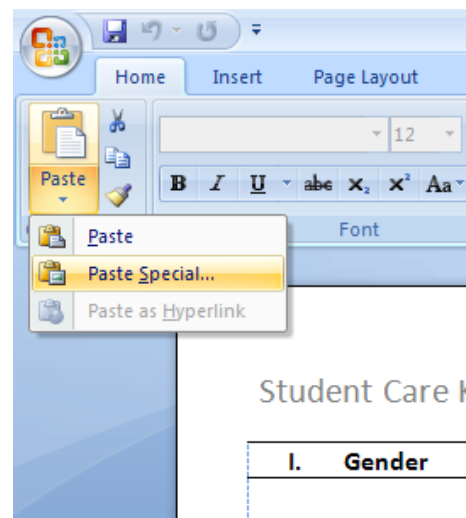 Home Insert Page Layout
12
Paste
B I U abc x₂ x² Aa
Font
Paste
Paste Special...
Paste as Hyperlink
Student Care
I. Gender